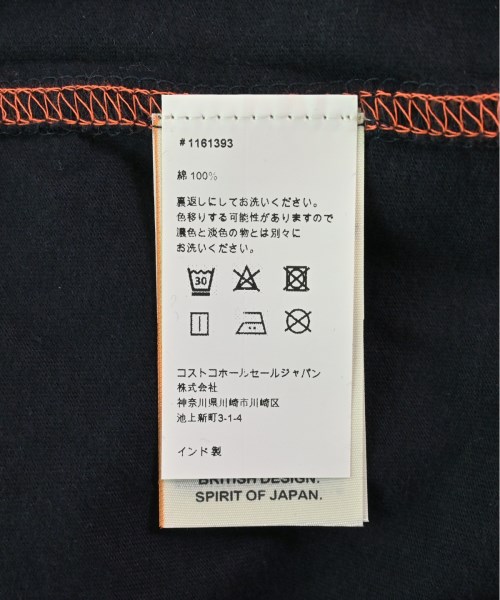 #1161393
綿 100%
裏返しにしてお洗いください。
色移りする可能性がありますので
濃色と淡色の物とは別々に
お洗いください。
30
コストコホールセールジャパン
株式会社
神奈川県川崎市川崎区
池上新町3-1-4
インド製
BRITISH DESIGN.
SPIRIT OF JAPAN.